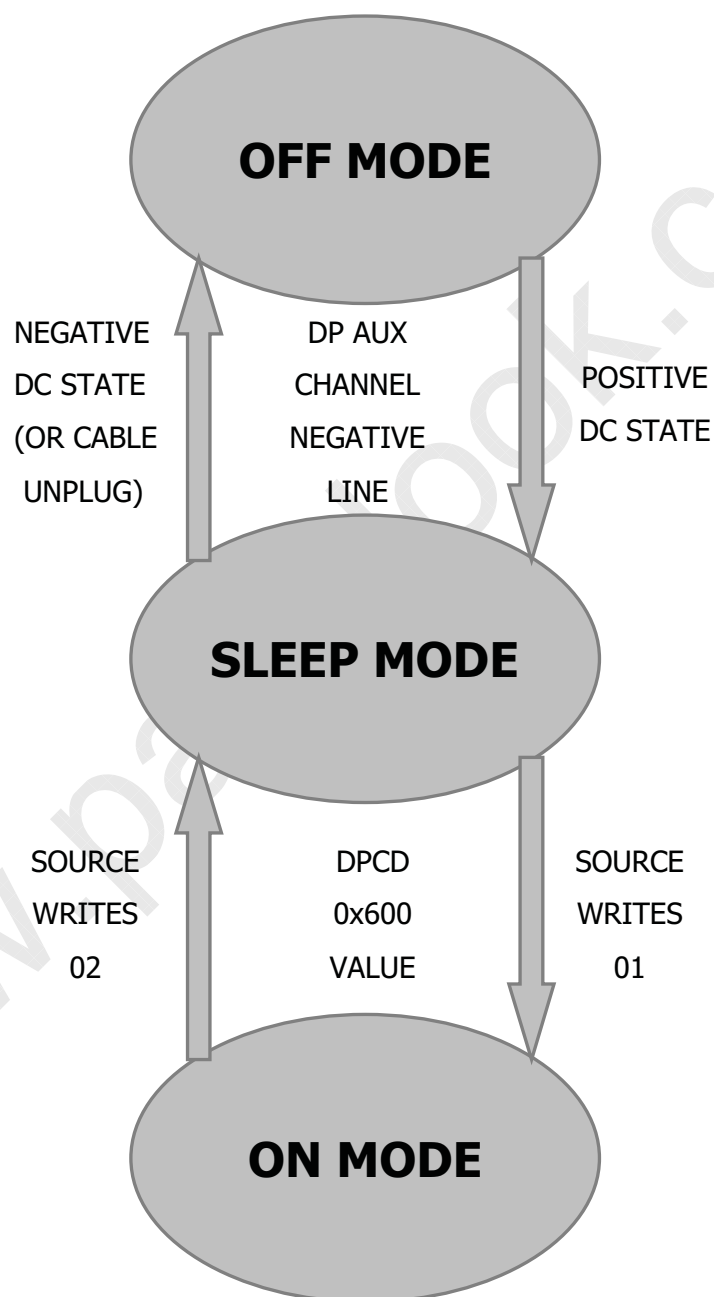 OFF MODE
NEGATIVE
DC STATE
(OR CABLE
UNPLUG)
DP AUX
CHANNEL
NEGATIVE
LINE
POSITIVE
DC STATE
SLEEP MODE
SOURCE
WRITES
02
DPCD
0x600
VALUE
SOURCE
WRITES
01
ON MODE